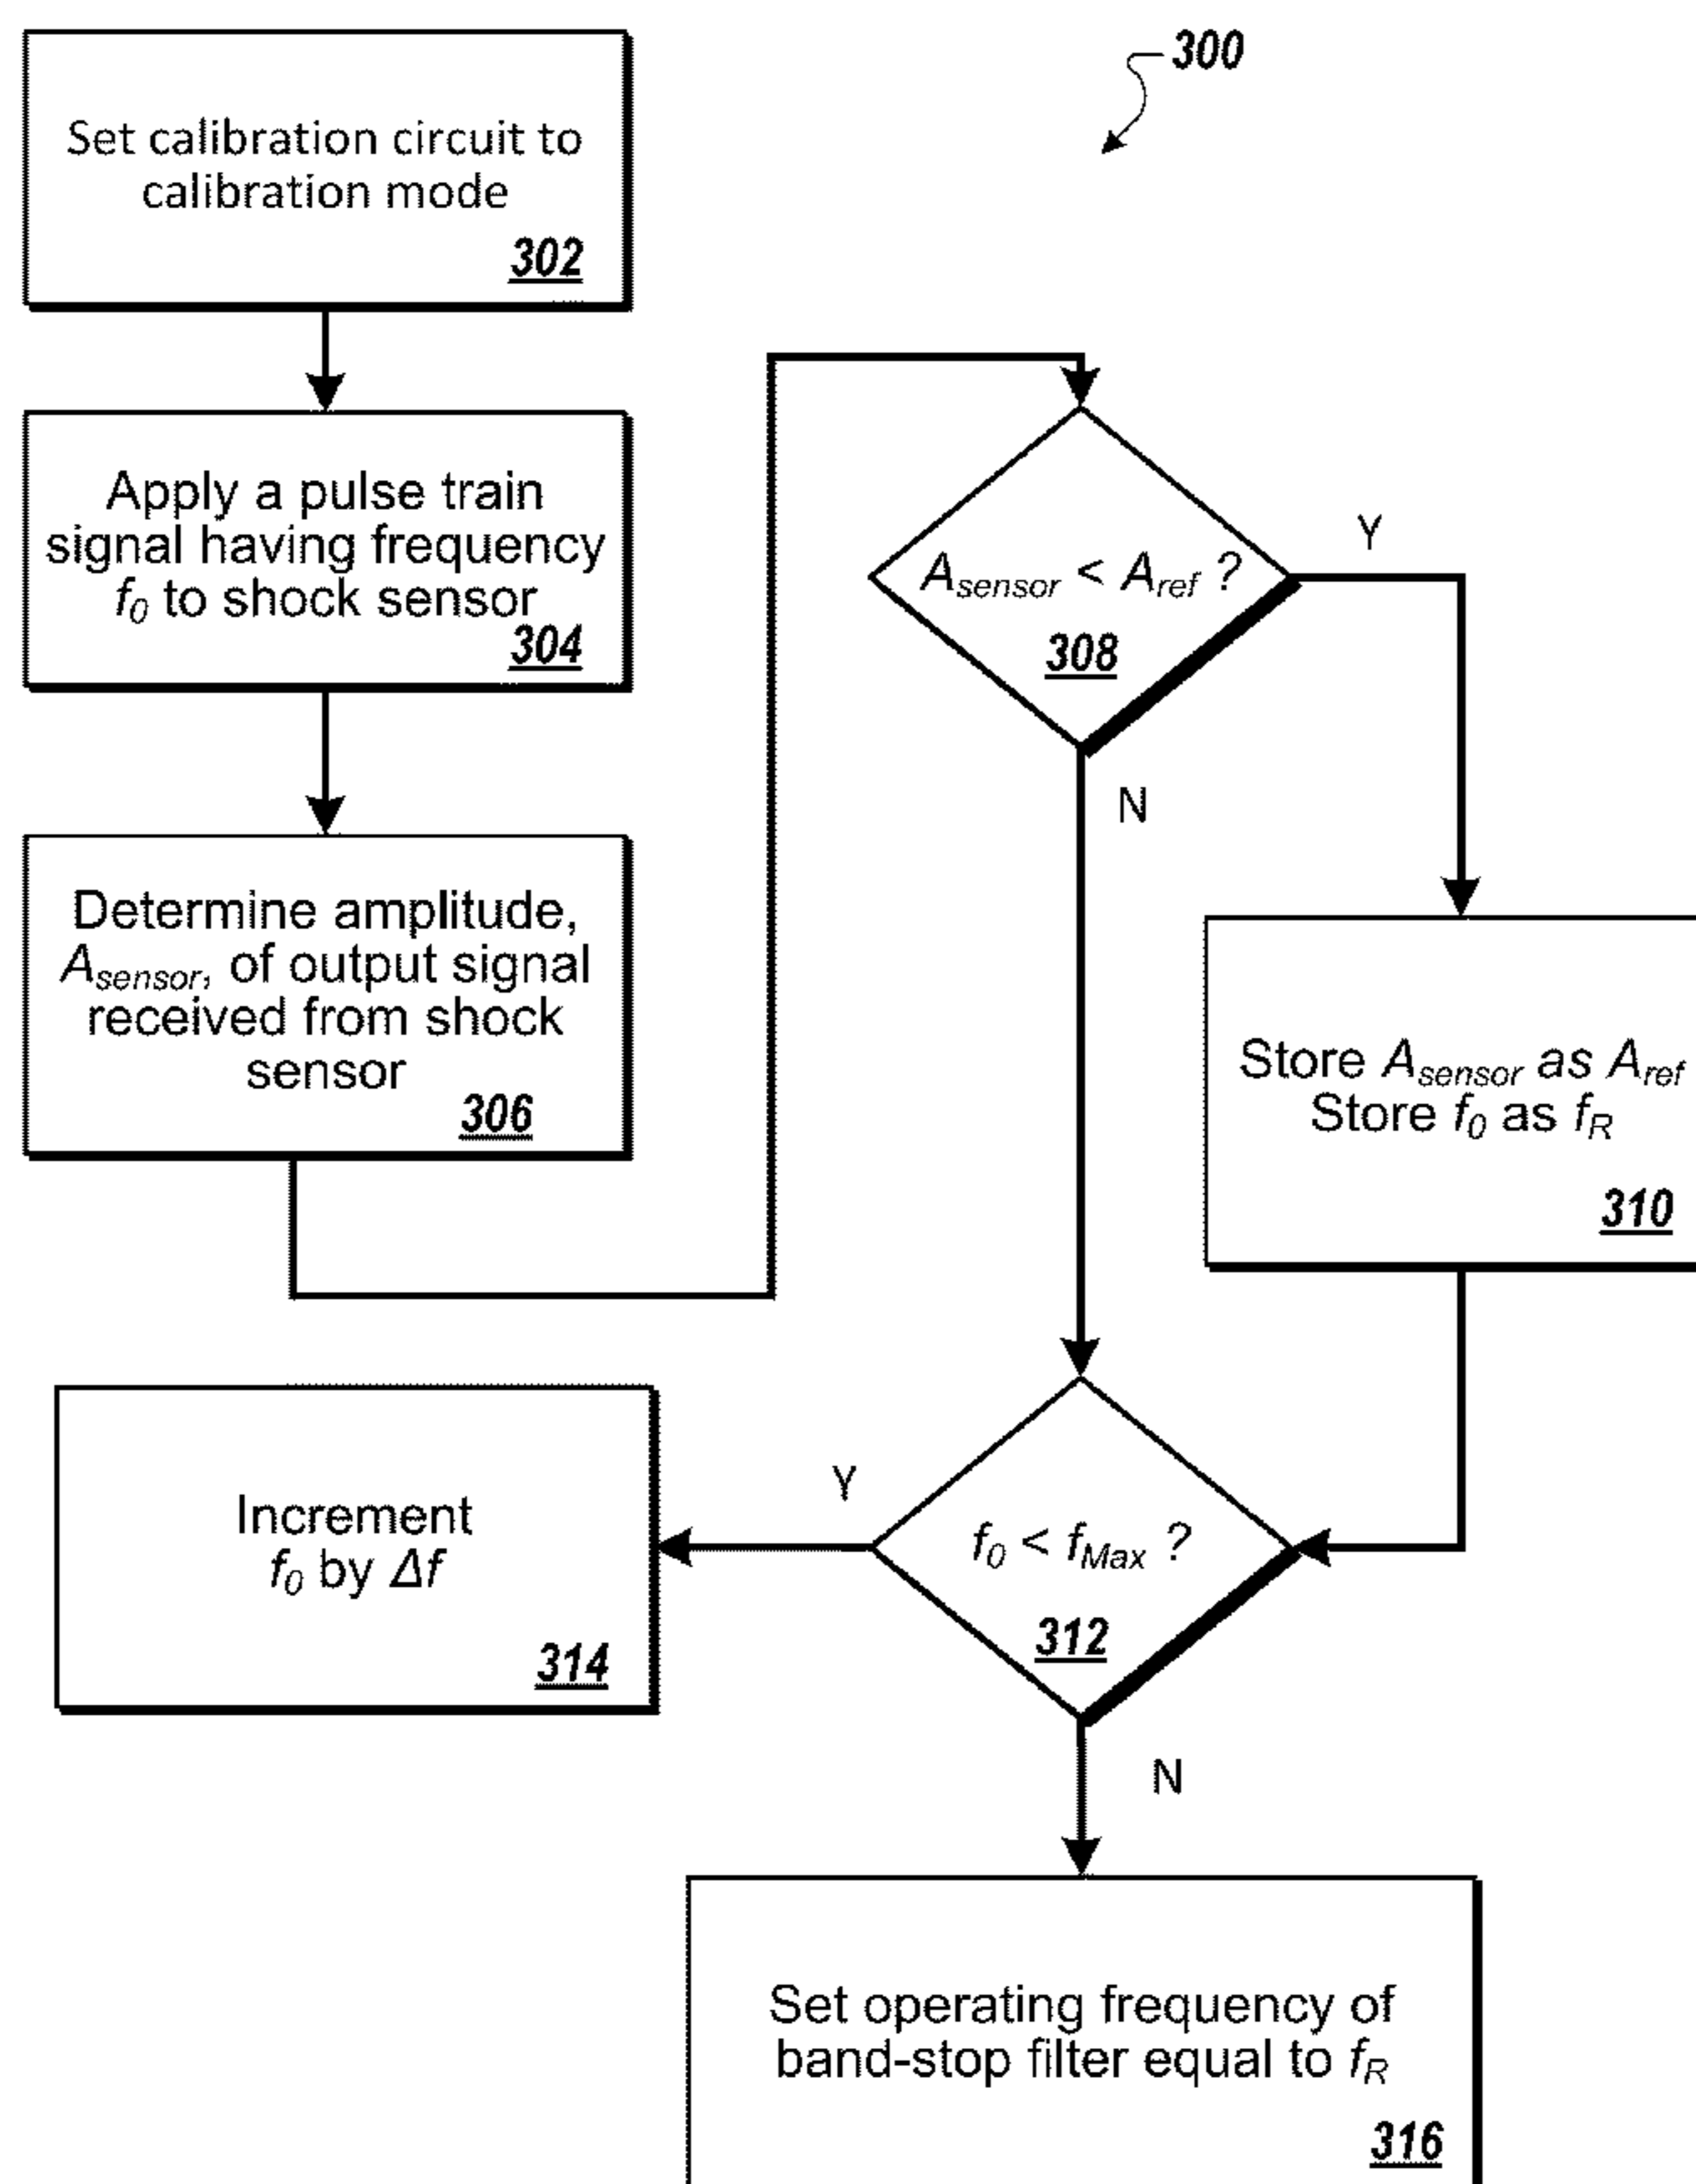 300
Set calibration circuit to
calibration mode
302
Apply a pulse train
signal having frequency
f0 to shock sensor
304
Determine amplitude,
Asensor, of output signal
received from shock
sensor
306
Asensor < Aref ?
308
Y
N
Store Asensor as Aref
Store f0 as fR
310
f0 < fMax ?
312
Y
N
Increment
f0 by Δf
314
Set operating frequency of
band-stop filter equal to fR
316